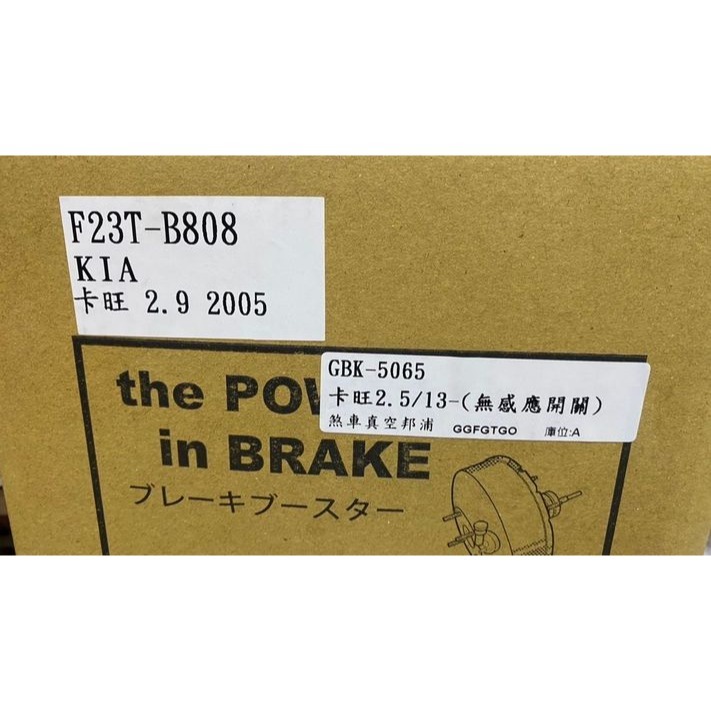 F23T-B808
KIA
卡旺 2.9 2005
GBK-5065
卡旺2.5/13-(無感應開關)
煞車真空邦浦 GGFGTGO 庫位:A
the POW
in BRAKE
ブレーキブースター